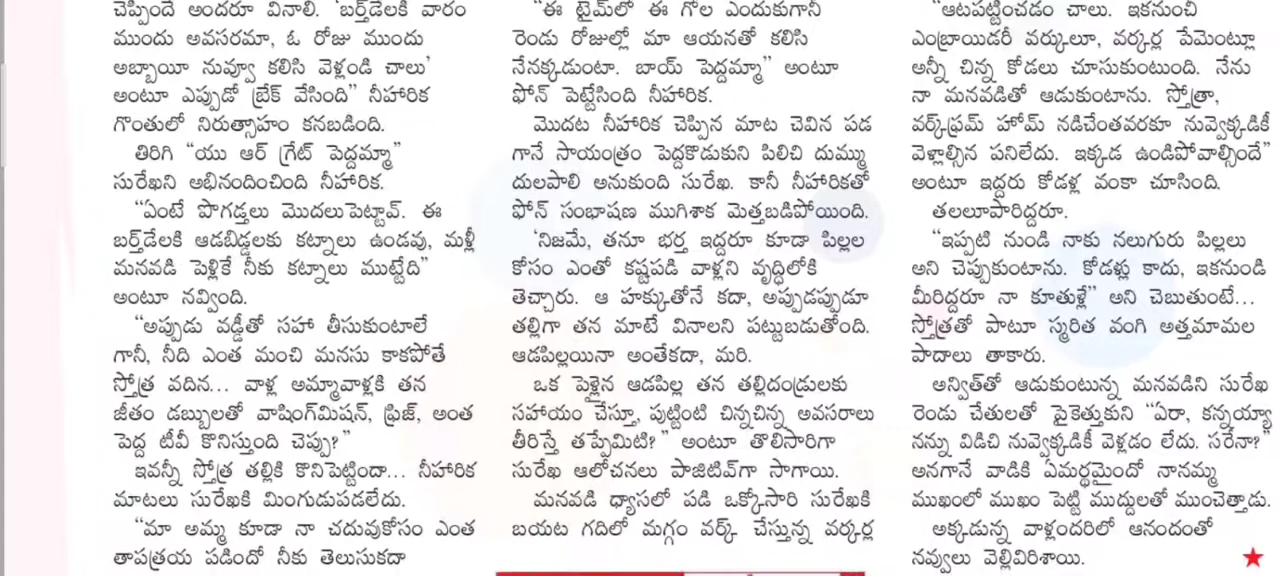 చెప్పిందే అందరూ వినాలి. ‘బర్త్‌డేలకి వారం
ముందు అవసరమా, ఓ రోజు ముందు
అబ్బాయీ నువ్వూ కలిసి వెళ్లండి చాలు’
అంటూ ఎప్పుడో బ్రేక్ వేసింది” నీహారిక
గొంతులో నిరుత్సాహం కనబడింది.
తిరిగి “యు ఆర్ గ్రేట్ పెద్దమ్మా”
సురేఖని అభినందించింది నీహారిక.
“ఏంటే పొగడ్తలు మొదలుపెట్టావ్. ఈ
బర్త్‌డేలకి ఆడబిడ్డలకు కట్నాలు ఉండవు, మళ్లీ
మనవడి పెళ్లికే నీకు కట్నాలు ముట్టేది”
అంటూ నవ్వింది.
“అప్పుడు వడ్డీతో సహా తీసుకుంటాలే
గానీ, నీది ఎంత మంచి మనసు కాకపోతే
స్తోత్ర వదిన... వాళ్ల అమ్మావాళ్లకి తన
జీతం డబ్బులతో వాషింగ్‌మిషన్, ఫ్రిజ్, అంత
పెద్ద టీవీ కొనిస్తుంది చెప్పు?”
ఇవన్నీ స్తోత్ర తల్లికి కొనిపెట్టిందా... నీహారిక
మాటలు సురేఖకి మింగుడుపడలేదు.
“మా అమ్మ కూడా నా చదువుకోసం ఎంత
తాపత్రయ పడిందో నీకు తెలుసుకదా
“ఈ టైమ్‌లో ఈ గోల ఎందుకుగానీ
రెండు రోజుల్లో మా ఆయనతో కలిసి
నేనక్కడుంటా. బాయ్ పెద్దమ్మా” అంటూ
ఫోన్ పెట్టేసింది నీహారిక.
మొదట నీహారిక చెప్పిన మాట చెవిన పడ
గానే సాయంత్రం పెద్దకొడుకుని పిలిచి దుమ్ము
దులపాలి అనుకుంది సురేఖ. కానీ నీహారికతో
ఫోన్ సంభాషణ ముగిశాక మెత్తబడిపోయింది.
‘నిజమే, తనూ భర్త ఇద్దరూ కూడా పిల్లల
కోసం ఎంతో కష్టపడి వాళ్లని వృద్ధిలోకి
తెచ్చారు. ఆ హక్కుతోనే కదా, అప్పుడప్పుడూ
తల్లిగా తన మాటే వినాలని పట్టుబడుతోంది.
ఆడపిల్లయినా అంతేకదా, మరి.
ఒక పెళ్లైన ఆడపిల్ల తన తల్లిదండ్రులకు
సహాయం చేస్తూ, పుట్టింటి చిన్నచిన్న అవసరాలు
తీరిస్తే తప్పేమిటి?” అంటూ తొలిసారిగా
సురేఖ ఆలోచనలు పాజిటివ్‌గా సాగాయి.
మనవడి ధ్యాసలో పడి ఒక్కోసారి సురేఖకి
బయట గదిలో మగ్గం వర్క్ చేస్తున్న వర్కర్ల
“ఆటపట్టించడం చాలు. ఇకనుంచీ
ఎంబ్రాయిడరీ వర్కులూ, వర్కర్ల పేమెంట్లూ
అన్నీ చిన్న కోడలు చూసుకుంటుంది. నేను
నా మనవడితో ఆడుకుంటాను. స్తోత్రా,
వర్క్‌ఫ్రమ్ హోమ్ నడిచేంతవరకూ నువ్వెక్కడికీ
వెళ్లాల్సిన పనిలేదు. ఇక్కడ ఉండిపోవాల్సిందే”
అంటూ ఇద్దరు కోడళ్ల వంకా చూసింది.
తలలూపారిద్దరూ.
“ఇప్పటి నుండి నాకు నలుగురు పిల్లలు
అని చెప్పుకుంటాను. కోడళ్లు కాదు, ఇకనుండి
మీరిద్దరూ నా కూతుళ్లే” అని చెబుతుంటే...
స్తోత్రతో పాటూ స్మరిత వంగి అత్తమామల
పాదాలు తాకారు.
అన్విత్‌తో ఆడుకుంటున్న మనవడిని సురేఖ
రెండు చేతులతో పైకెత్తుకుని “ఏరా, కన్నయ్యా
నన్ను విడిచి నువ్వెక్కడికీ వెళ్లడం లేదు. సరేనా?”
అనగానే వాడికి ఏమర్థమైందో నానమ్మ
ముఖంలో ముఖం పెట్టి ముద్దులతో ముంచెత్తాడు.
అక్కడున్న వాళ్లందరిలో ఆనందంతో
నవ్వులు వెల్లివిరిశాయి.